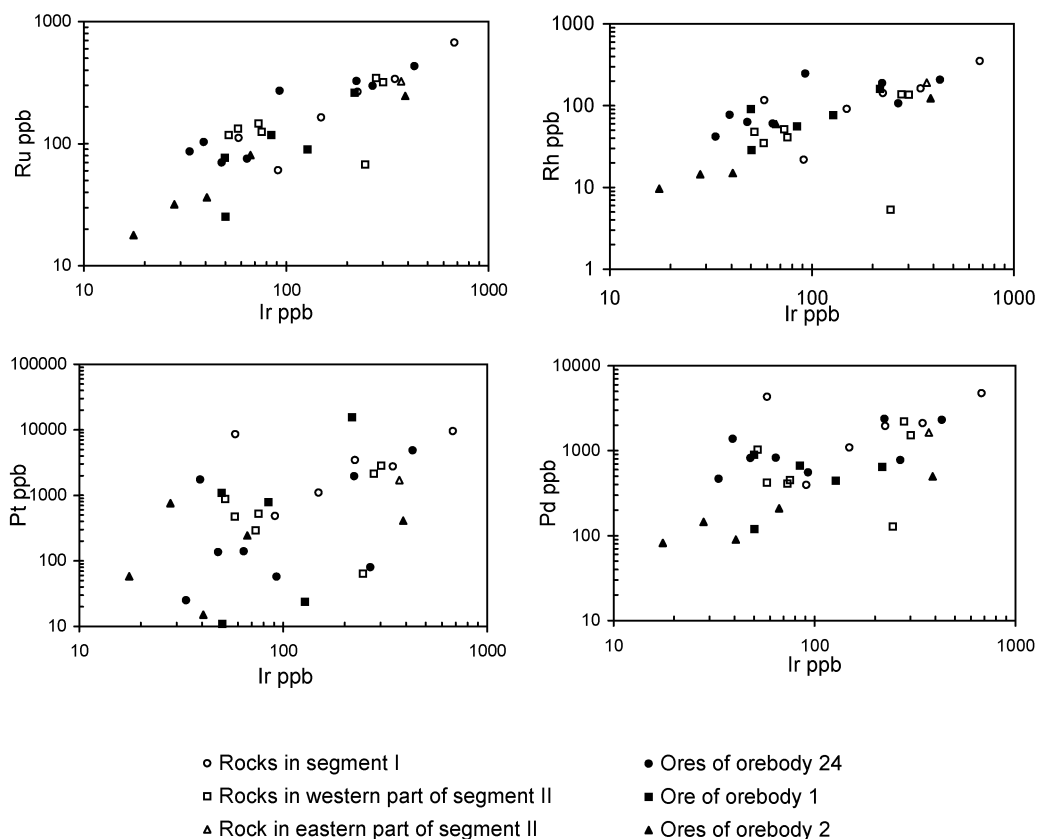 1000
100
10
Ru ppb
10
100
1000
Ir ppb
1000
100
10
1
Rh ppb
10
100
1000
Ir ppb
100000
10000
1000
100
10
Pt ppb
10
100
1000
Ir ppb
10000
1000
100
10
Pd ppb
10
100
1000
Ir ppb
Rocks in segment I
Rocks in western part of segment II
Rock in eastern part of segment II
Ores of orebody 24
Ore of orebody 1
Ores of orebody 2